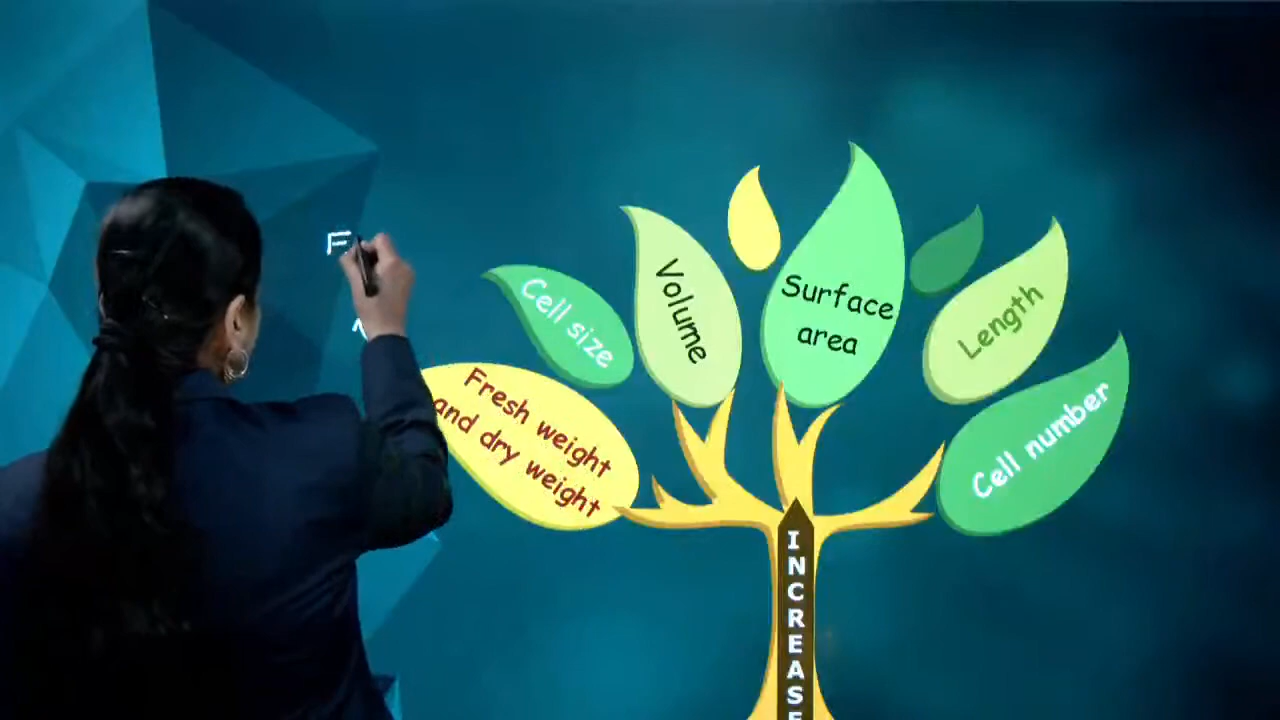 F
Cell size
Volume
Surface
area
Length
Fresh weight
and dry weight
Cell number
INCREASE